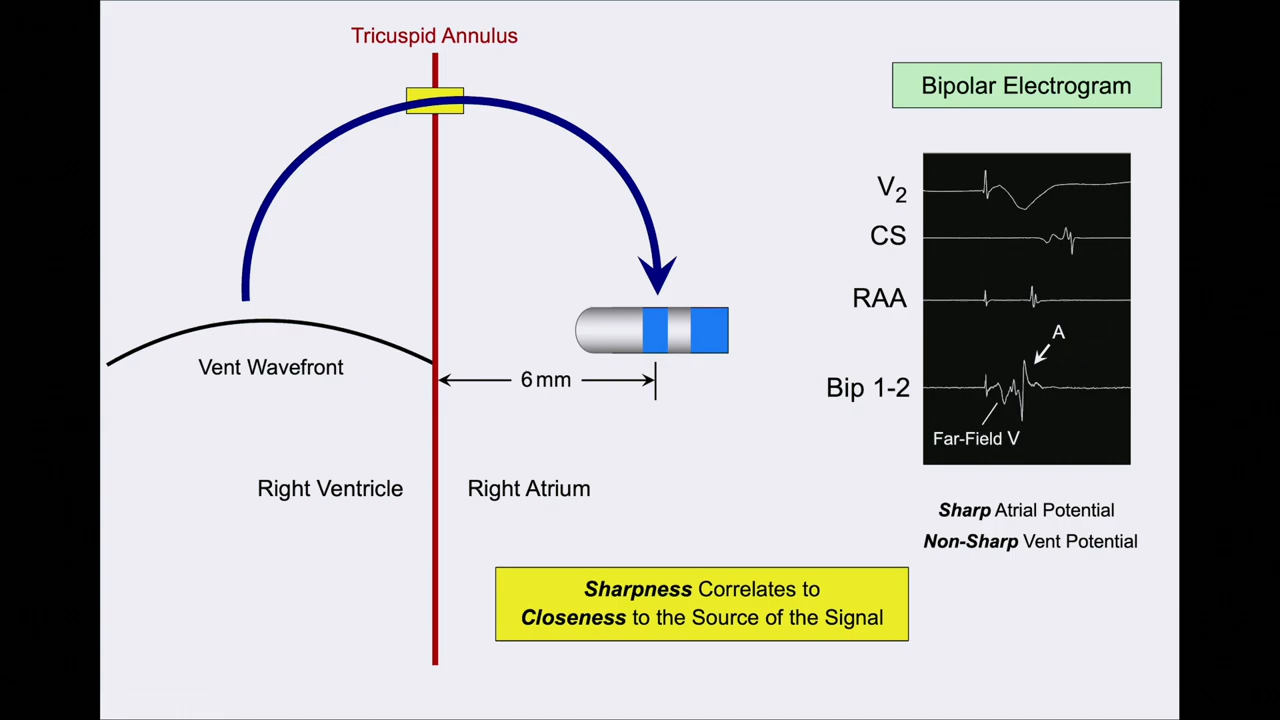 Tricuspid Annulus
Bipolar Electrogram
V2
CS
RAA
A
Bip 1-2
Far-Field V
Vent Wavefront
6 mm
Right Ventricle
Right Atrium
Sharp Atrial Potential
Non-Sharp Vent Potential
Sharpness Correlates to
Closeness to the Source of the Signal